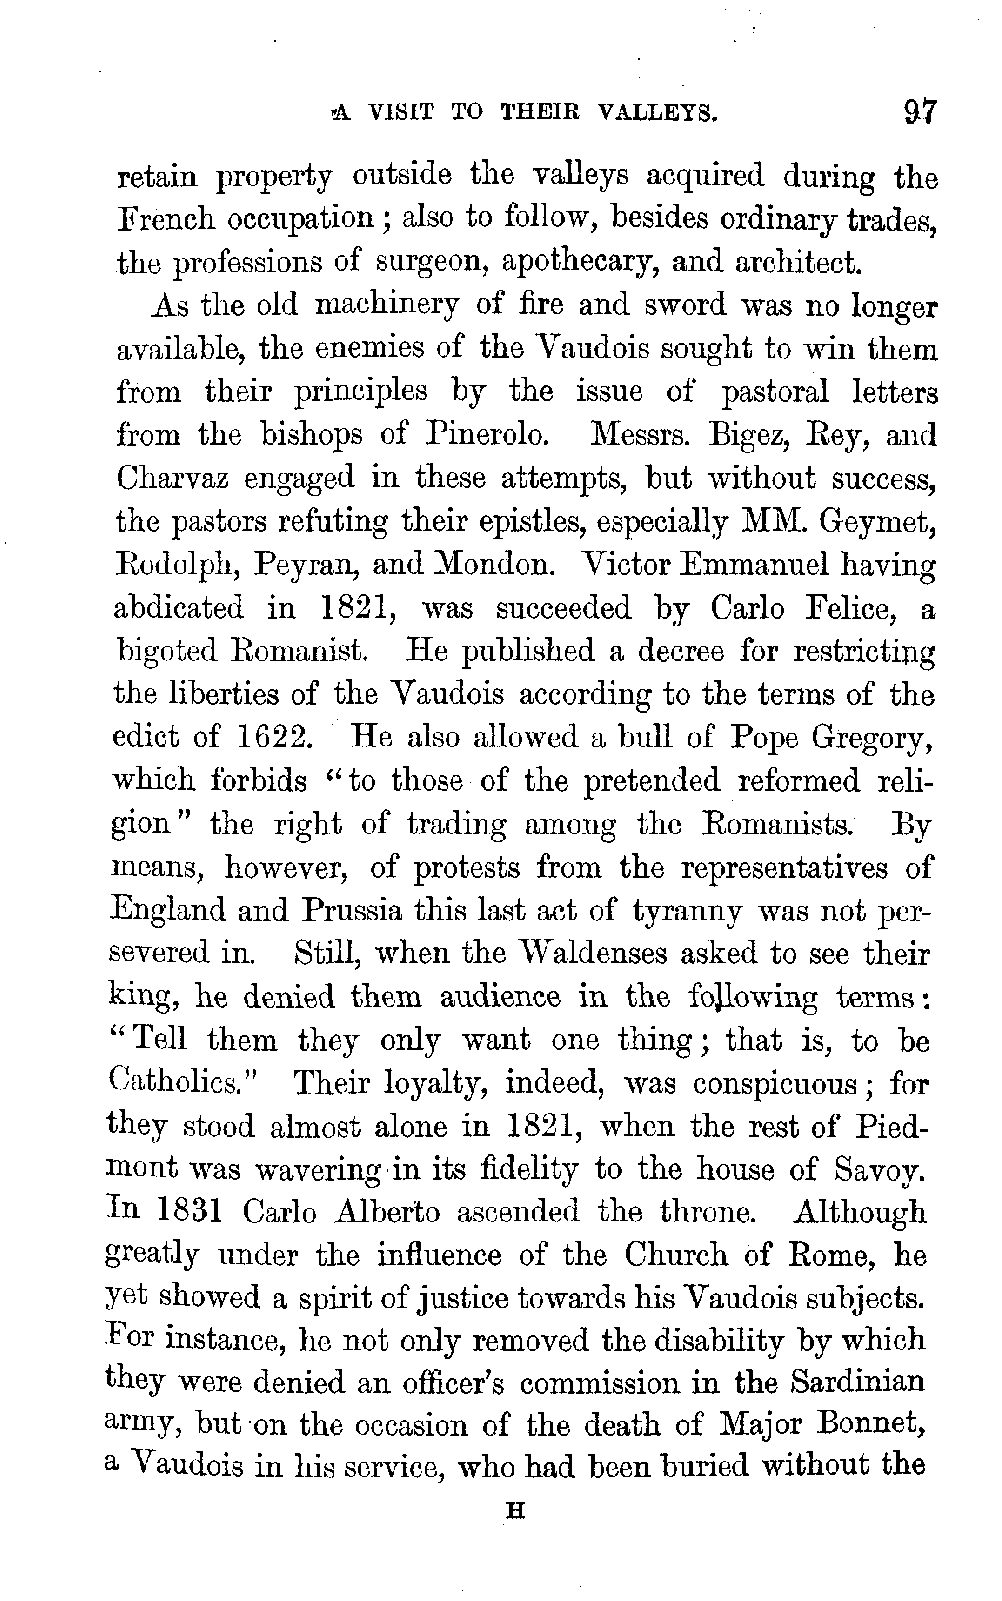 A VISIT TO THEIR VALLEYS. 97
retain property outside the valleys acquired during the
French occupation; also to follow, besides ordinary trades,
the professions of surgeon, apothecary, and architect.
As the old machinery of fire and sword was no longer
available, the enemies of the Vaudois sought to win them
from their principles by the issue of pastoral letters
from the bishops of Pinerolo. Messrs. Bigez, Rey, and
Charvaz engaged in these attempts, but without success,
the pastors refuting their epistles, especially MM. Geymet,
Rodolph, Peyran, and Mondon. Victor Emmanuel having
abdicated in 1821, was succeeded by Carlo Felice, a
bigoted Romanist. He published a decree for restricting
the liberties of the Vaudois according to the terms of the
edict of 1622. He also allowed a bull of Pope Gregory,
which forbids "to those of the pretended reformed reli-
gion" the right of trading among the Romanists. By
means, however, of protests from the representatives of
England and Prussia this last act of tyranny was not per-
severed in. Still, when the Waldenses asked to see their
king, he denied them audience in the following terms:
"Tell them they only want one thing; that is, to be
Catholics." Their loyalty, indeed, was conspicuous; for
they stood almost alone in 1821, when the rest of Pied-
mont was wavering in its fidelity to the house of Savoy.
In 1831 Carlo Alberto ascended the throne. Although
greatly under the influence of the Church of Rome, he
yet showed a spirit of justice towards his Vaudois subjects.
For instance, he not only removed the disability by which
they were denied an officer's commission in the Sardinian
army, but on the occasion of the death of Major Bonnet,
a Vaudois in his service, who had been buried without the
H